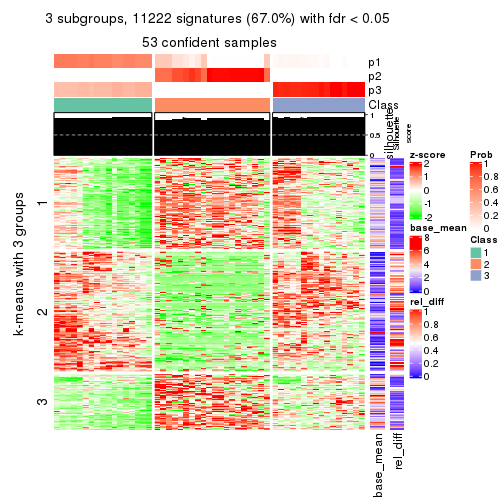 3 subgroups, 11222 signatures (67.0%) with fdr < 0.05
53 confident samples
p1
p2
p3
Class
1
0.5
0
silhouette
Silhouette
score
k-means with 3 groups
1
2
3
base_mean
rel_diff
z-score
2
1
0
-1
-2
base_mean
8
6
4
2
0
rel_diff
1
0.8
0.6
0.4
0.2
0
Prob
1
0.8
0.6
0.4
0.2
0
Class
1
2
3